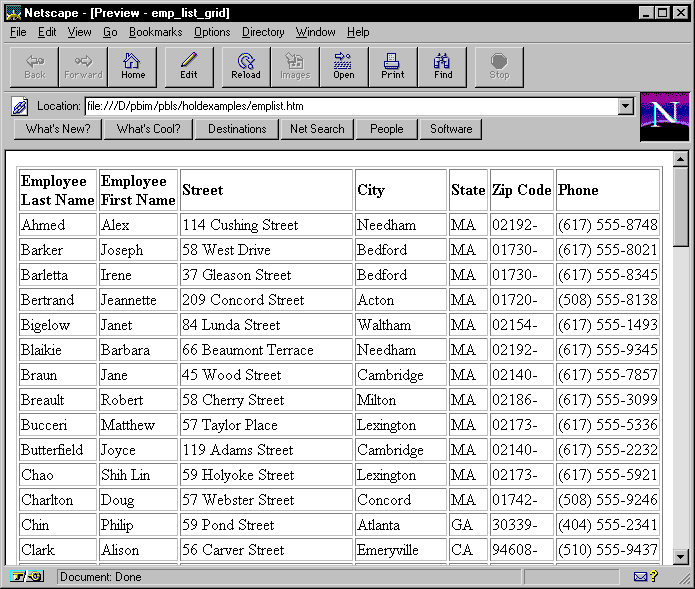 Netscape - [Preview - emp_list_grid]
File Edit View Go Bookmarks Options Directory Window Help
Back Forward Home Edit Reload Images Open Print Find Stop
Location: file:///D/pbim/pbls/holdexamples/emplist.htm
N
What's New? What's Cool? Destinations Net Search People Software
Employee Last Name Employee First Name Street City State Zip Code Phone
Ahmed Alex 114 Cushing Street Needham MA 02192- (617) 555-8748
Barker Joseph 58 West Drive Bedford MA 01730- (617) 555-8021
Barletta Irene 37 Gleason Street Bedford MA 01730- (617) 555-8345
Bertrand Jeannette 209 Concord Street Acton MA 01720- (508) 555-8138
Bigelow Janet 84 Lunda Street Waltham MA 02154- (617) 555-1493
Blaikie Barbara 66 Beaumont Terrace Needham MA 02192- (617) 555-9345
Braun Jane 45 Wood Street Cambridge MA 02140- (617) 555-7857
Breault Robert 58 Cherry Street Milton MA 02186- (617) 555-3099
Bucceri Matthew 57 Taylor Place Lexington MA 02173- (617) 555-5336
Butterfield Joyce 119 Adams Street Cambridge MA 02140- (617) 555-2232
Chao Shih Lin 59 Holyoke Street Lexington MA 02173- (617) 555-5921
Charlton Doug 57 Webster Street Concord MA 01742- (508) 555-9246
Chin Philip 59 Pond Street Atlanta GA 30339- (404) 555-2341
Clark Alison 56 Carver Street Emeryville CA 94608- (510) 555-9437
Document: Done